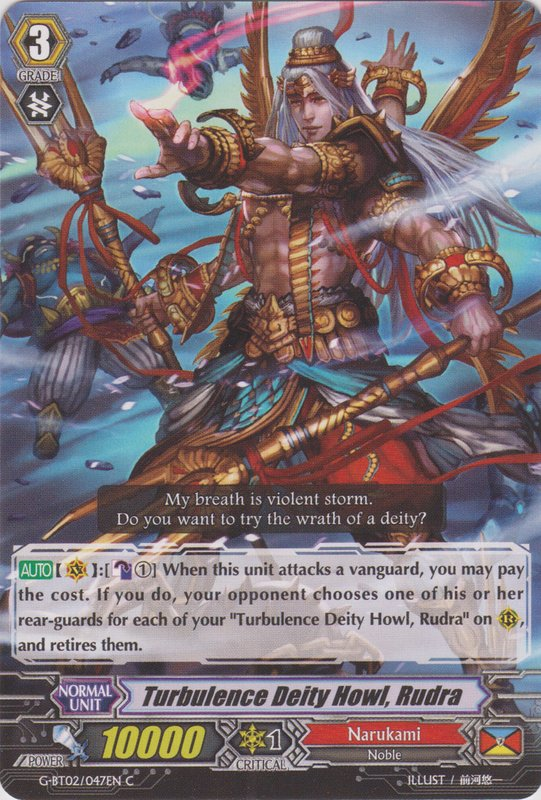 3
GRADE
My breath is violent storm.
Do you want to try the wrath of a deity?
AUTO【V】:[①] When this unit attacks a vanguard, you may pay
the cost. If you do, your opponent chooses one of his or her
rear-guards for each of your "Turbulence Deity Howl, Rudra" on Ⓡ,
and retires them.
NORMAL
UNIT
Turbulence Deity Howl, Rudra
POWER
10000
1
CRITICAL
Narukami
Noble
G-BT02/047EN C
ILLUST / 前河悠一